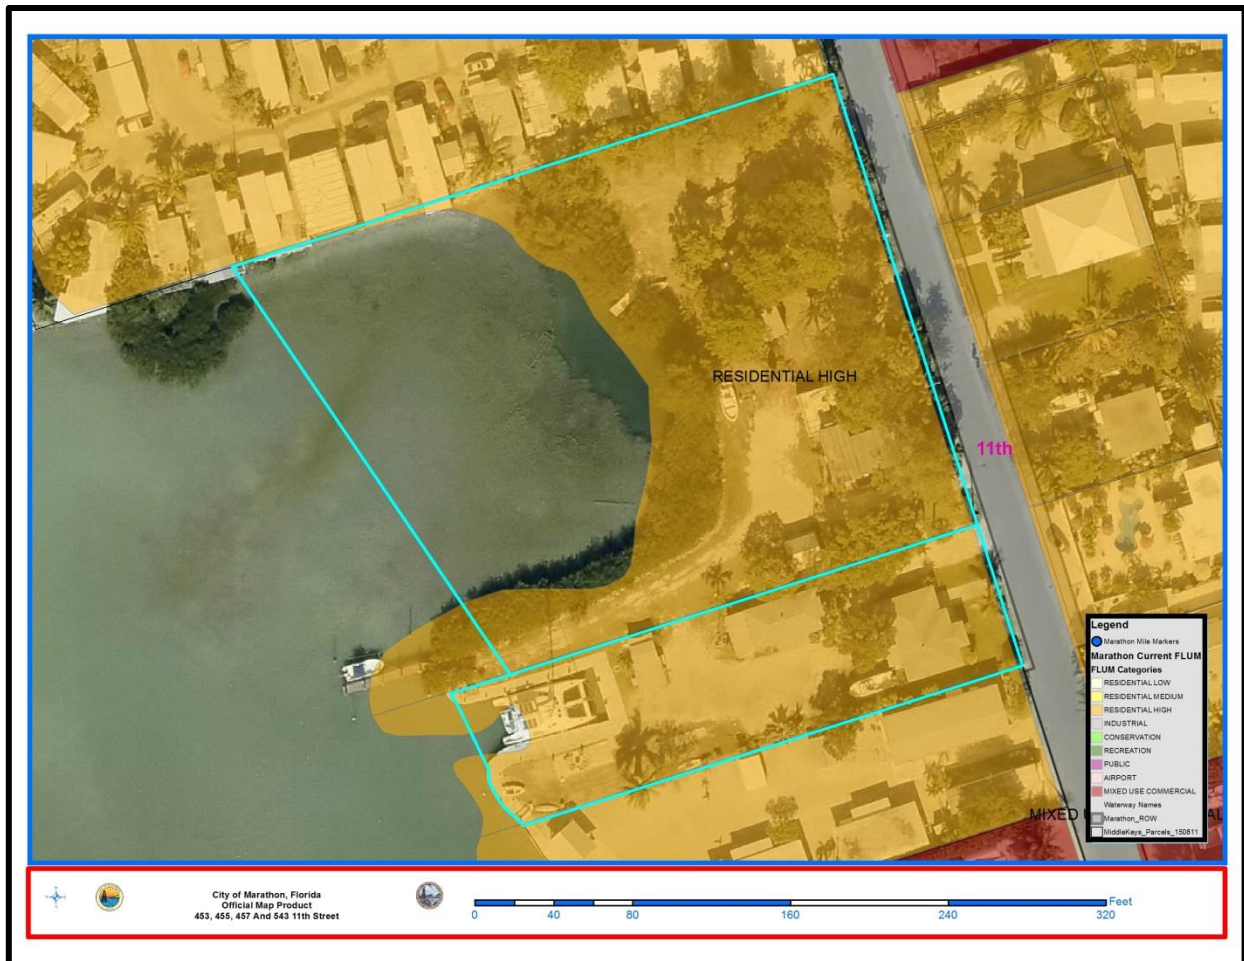 RESIDENTIAL HIGH
11th
Legend
Marathon Mile Markers
Marathon Current FLUM
FLUM Categories
RESIDENTIAL LOW
RESIDENTIAL MEDIUM
RESIDENTIAL HIGH
INDUSTRIAL
CONSERVATION
RECREATION
PUBLIC
AIRPORT
MIXED USE COMMERCIAL
Waterway Names
Marathon_ROW
MiddleKeys_Parcels_150811
MIXED U AL
City of Marathon, Florida
Official Map Product
453, 455, 457 And 543 11th Street
0 40 80 160 240 320 Feet